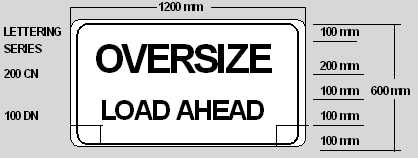 1200 mm
LETTERING
SERIES
100 mm
OVERSIZE
200 CN
200 mm
100 mm
600 mm
100 DN
LOAD AHEAD
100 mm
100 mm